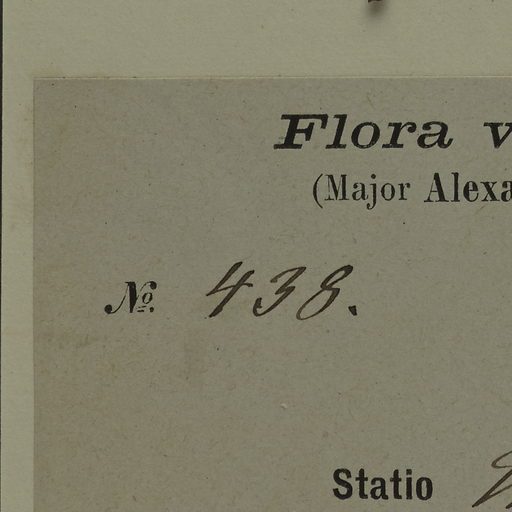 Flora v
(Major Alexa
№ 438.
Statio